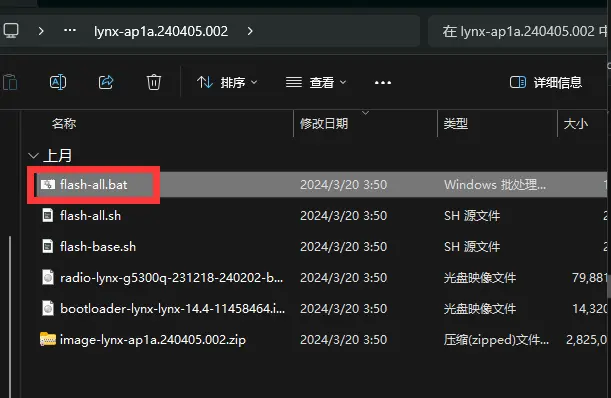 lynx-ap1a.240405.002
在 lynx-ap1a.240405.002 中
排序
查看
详细信息
名称 修改日期 类型 大小
上月
flash-all.bat 2024/3/20 3:50 Windows 批处理...
flash-all.sh 2024/3/20 3:50 SH 源文件
flash-base.sh 2024/3/20 3:50 SH 源文件
radio-lynx-g5300q-231218-240202-b... 2024/3/20 3:50 光盘映像文件 79,881
bootloader-lynx-lynx-14.4-11458464.i... 2024/3/20 3:50 光盘映像文件 14,320
image-lynx-ap1a.240405.002.zip 2024/3/20 3:50 压缩(zipped)文件... 2,825,0